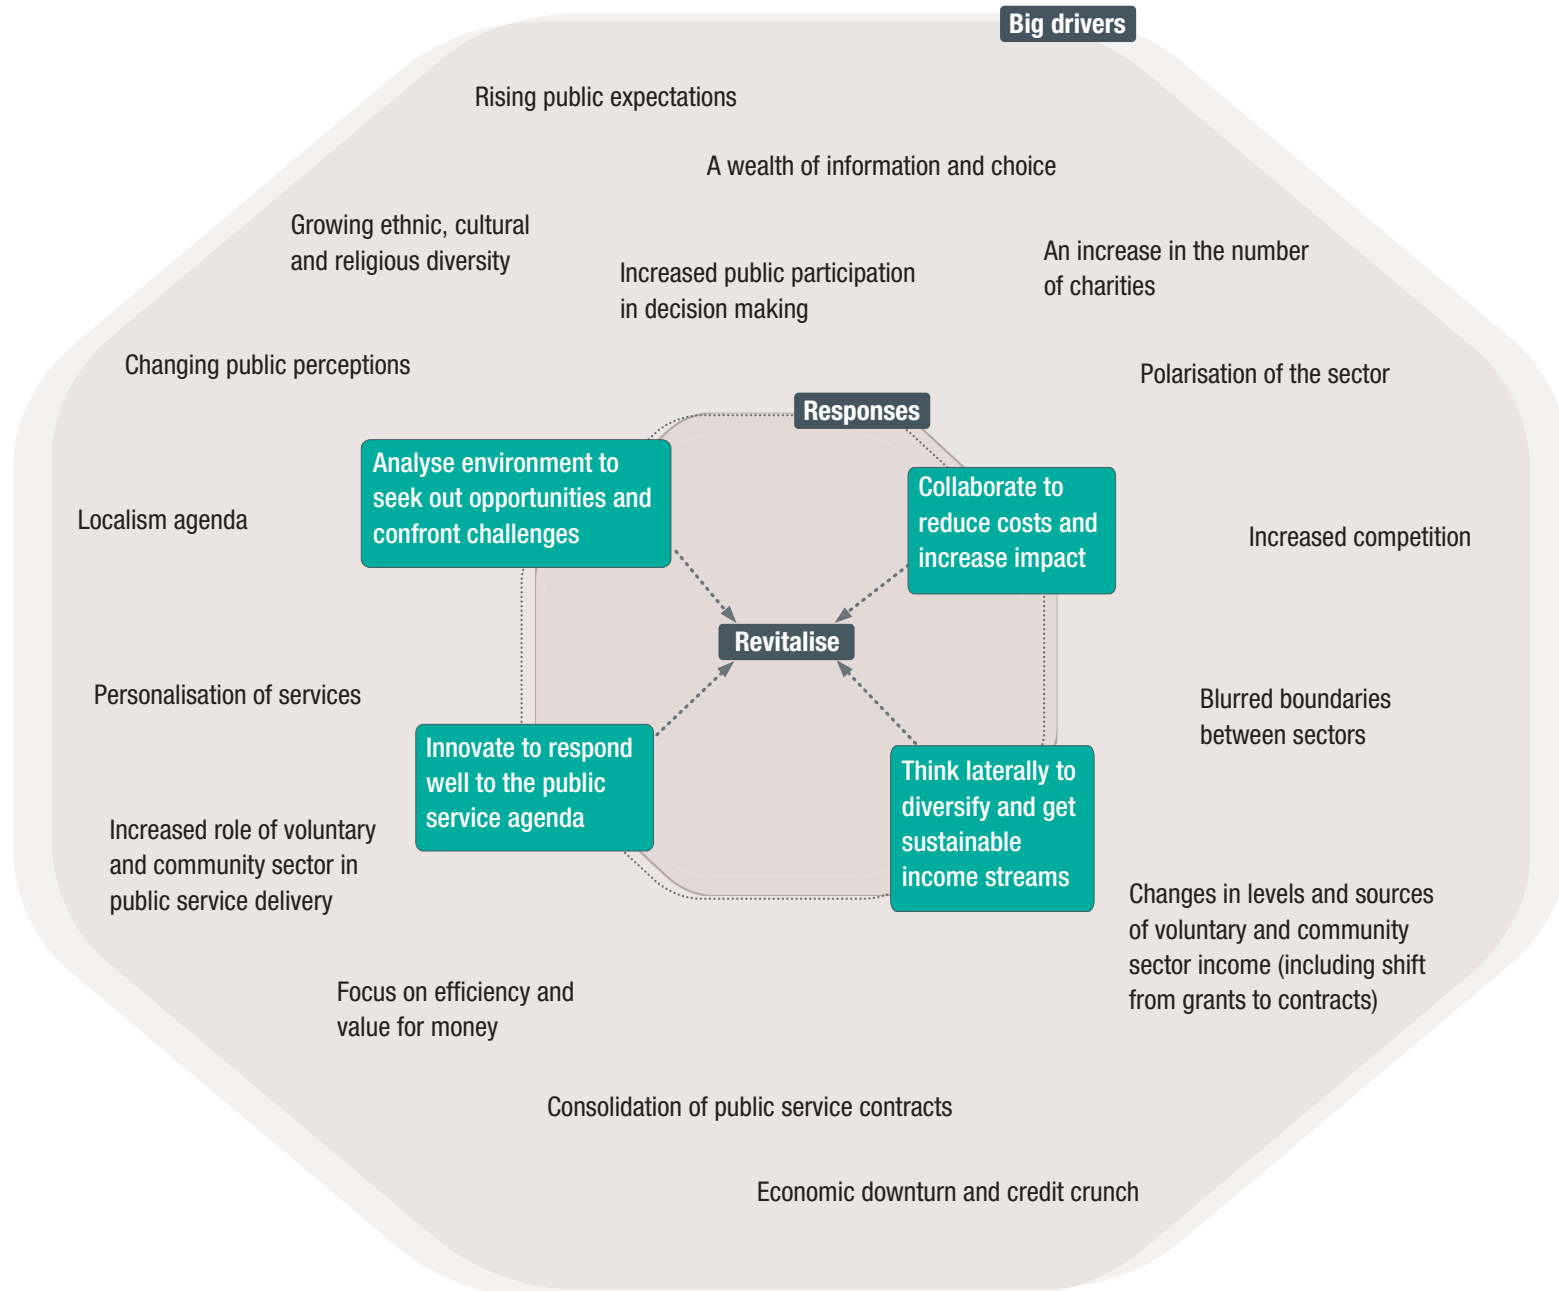 Big drivers
Rising public expectations
A wealth of information and choice
Growing ethnic, cultural
and religious diversity
Increased public participation
in decision making
An increase in the number
of charities
Changing public perceptions
Polarisation of the sector
Responses
Analyse environment to
seek out opportunities and
confront challenges
Collaborate to
reduce costs and
increase impact
Localism agenda
Increased competition
Revitalise
Personalisation of services
Blurred boundaries
between sectors
Innovate to respond
well to the public
service agenda
Think laterally to
diversify and get
sustainable
income streams
Increased role of voluntary
and community sector in
public service delivery
Changes in levels and sources
of voluntary and community
sector income (including shift
from grants to contracts)
Focus on efficiency and
value for money
Consolidation of public service contracts
Economic downturn and credit crunch